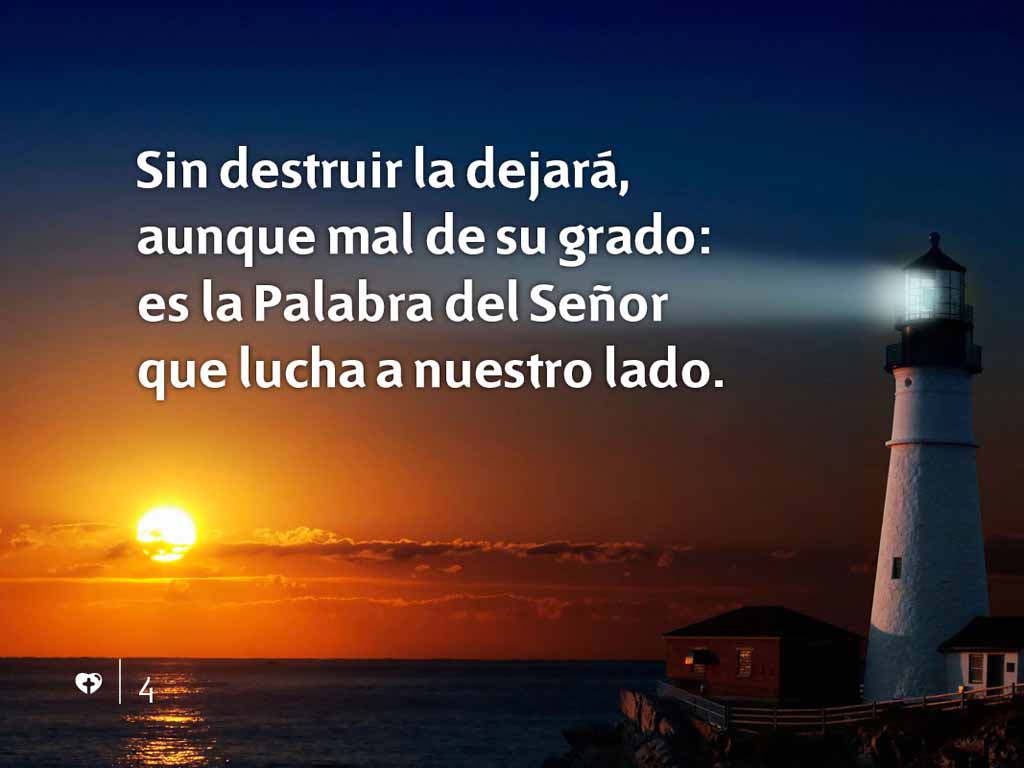 Sin destruir la dejará,
aunque mal de su grado:
es la Palabra del Señor
que lucha a nuestro lado.
4